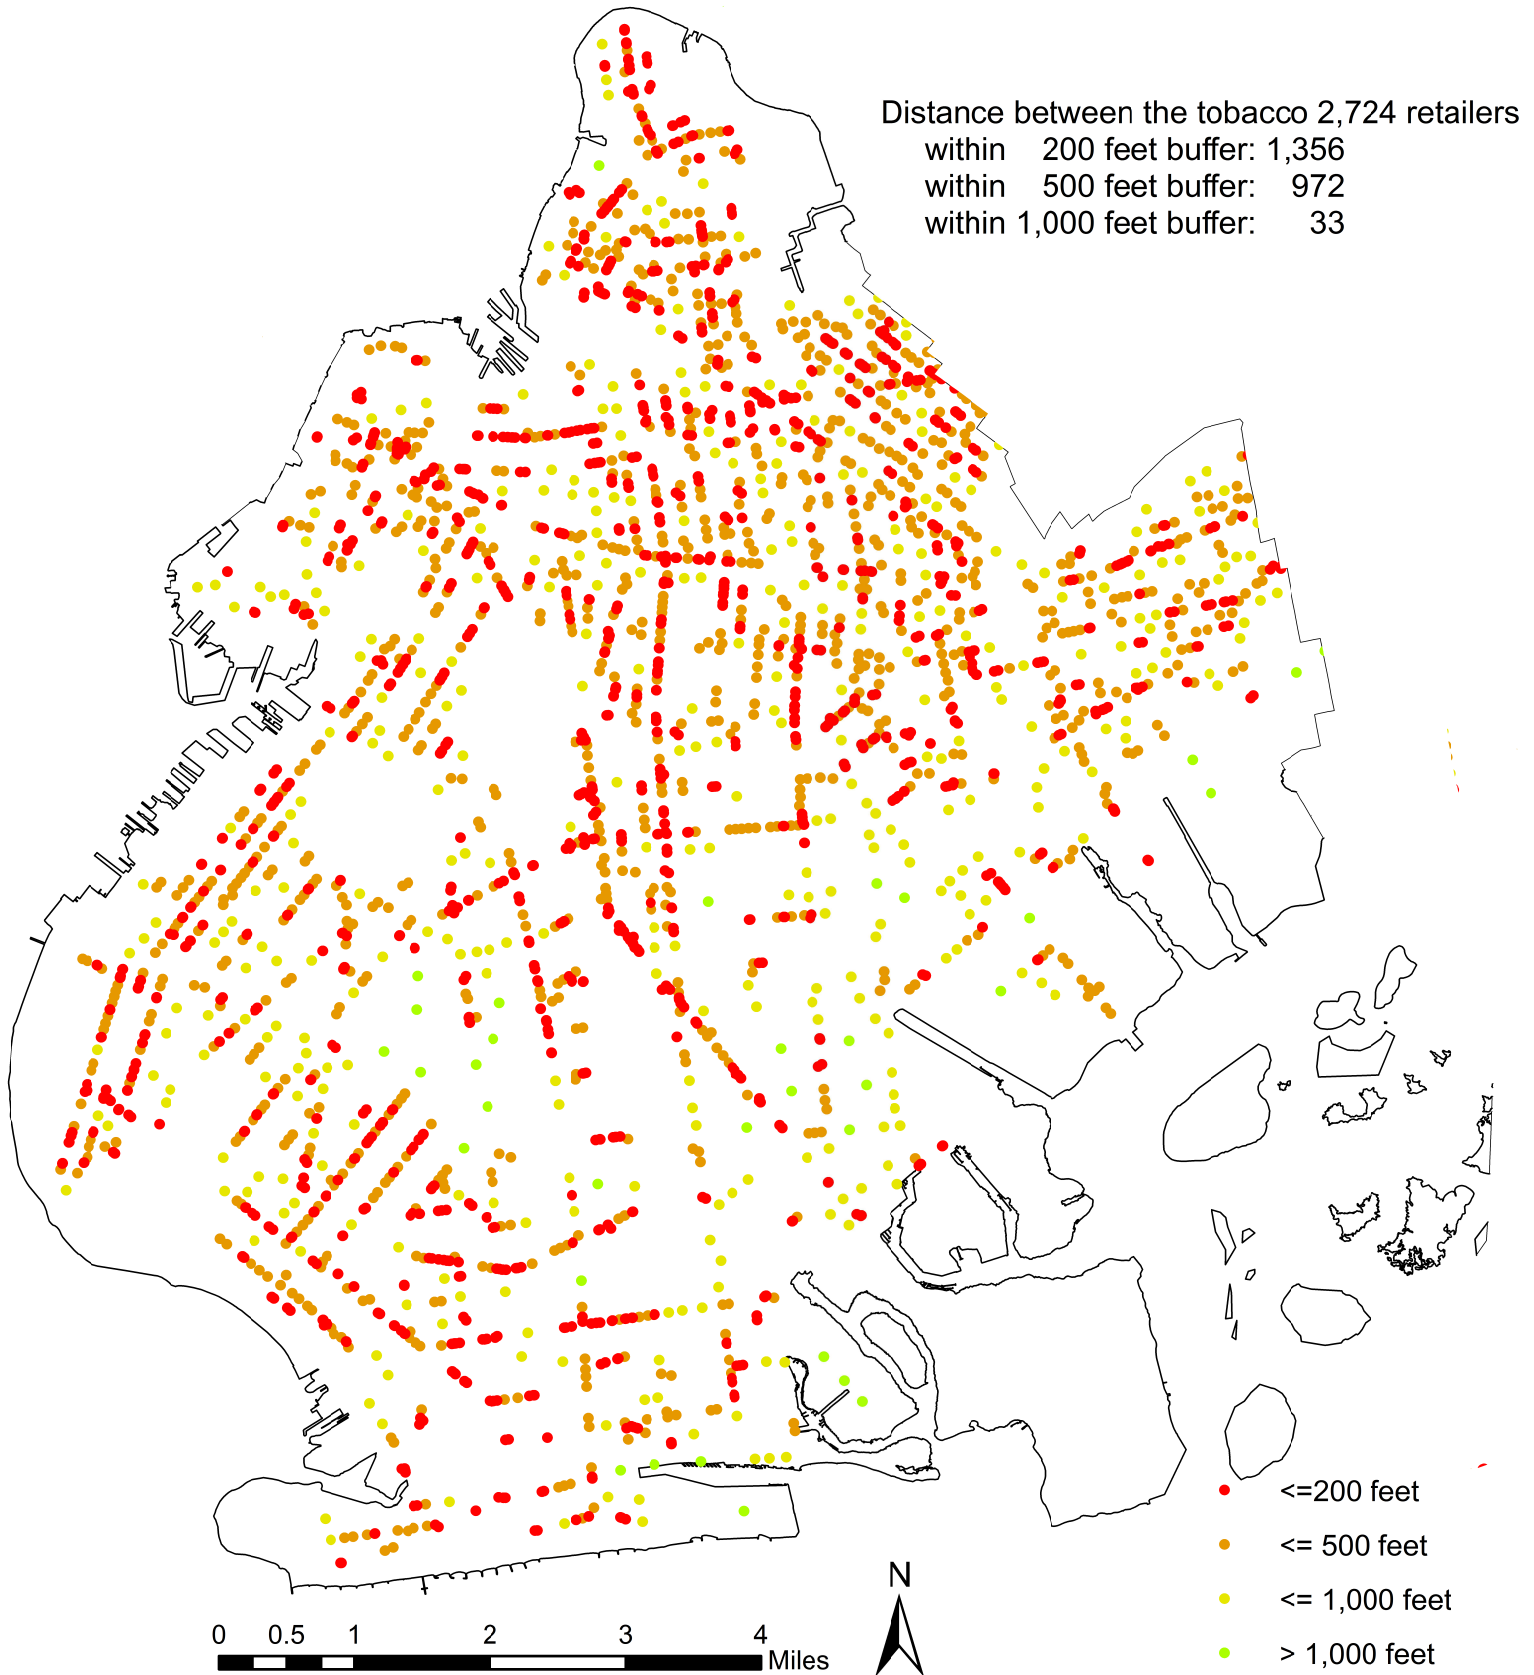 Distance between the tobacco 2,724 retailers
within 200 feet buffer: 1,356
within 500 feet buffer: 972
within 1,000 feet buffer: 33
<=200 feet
<= 500 feet
<= 1,000 feet
> 1,000 feet
N
0 0.5 1 2 3 4
Miles